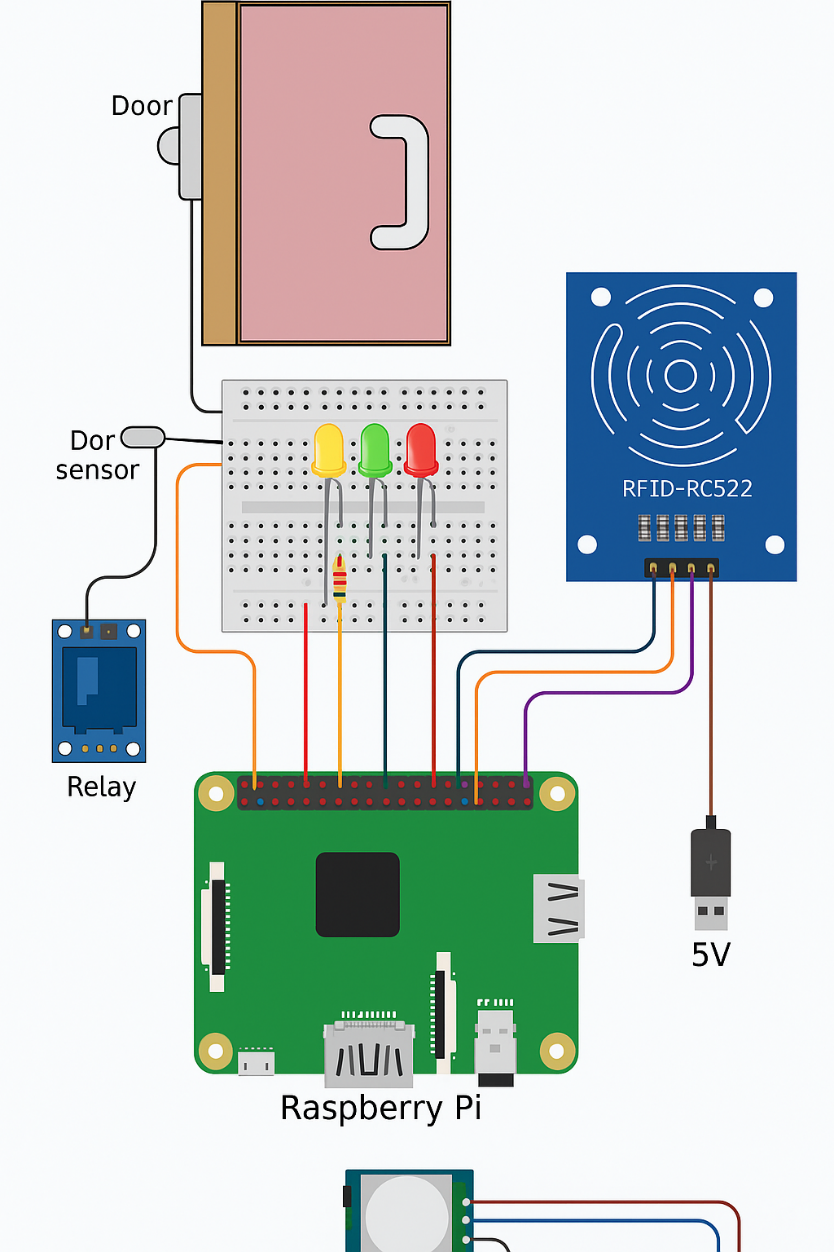 Door
Dor
sensor
RFID-RC522
Relay
5V
Raspberry Pi